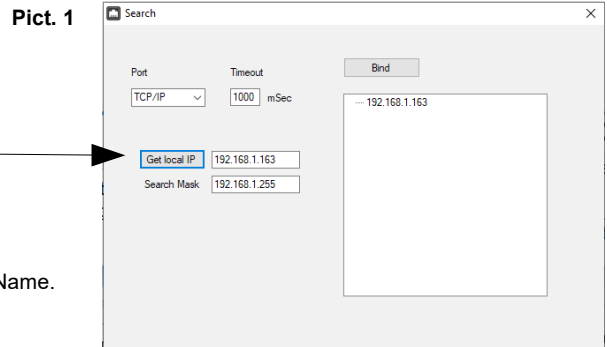 Pict. 1
Search
Port
Timeout
Bind
TCP/IP
1000 mSec
192.168.1.163
Get local IP 192.168.1.163
Search Mask 192.168.1.255
Name.